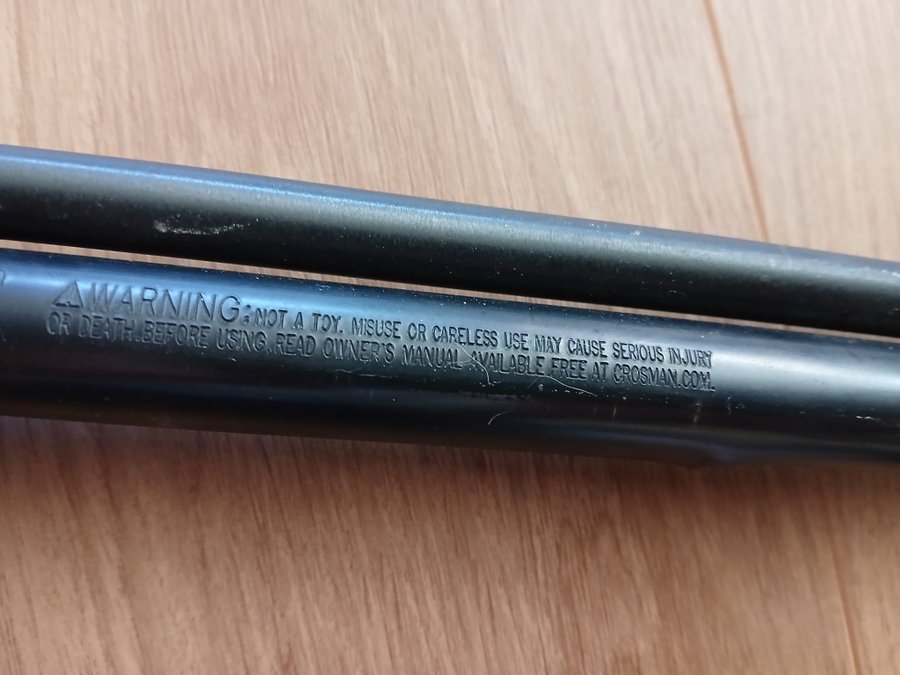 ⚠WARNING: NOT A TOY. MISUSE OR CARELESS USE MAY CAUSE SERIOUS INJURY
OR DEATH. BEFORE USING, READ OWNER'S MANUAL AVAILABLE FREE AT CROSMAN.COM.